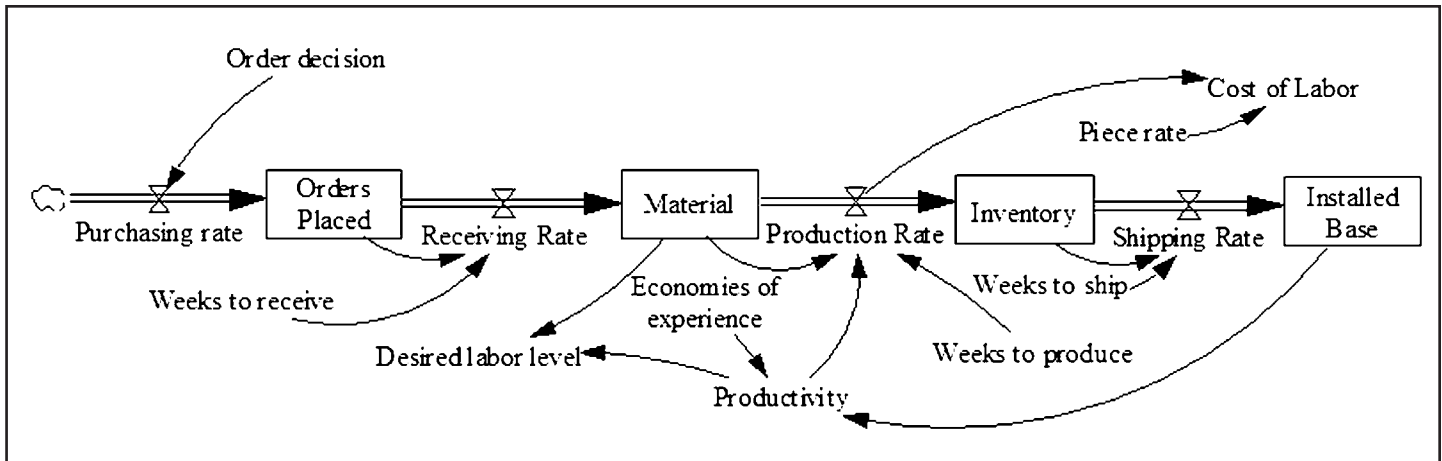 Order decision
Cost of Labor
Piece rate
Orders
Placed
Material
Inventory
Installed
Base
Purchasing rate
Receiving Rate
Production Rate
Shipping Rate
Weeks to receive
Economies of
experience
Weeks to ship
Desired labor level
Weeks to produce
Productivity